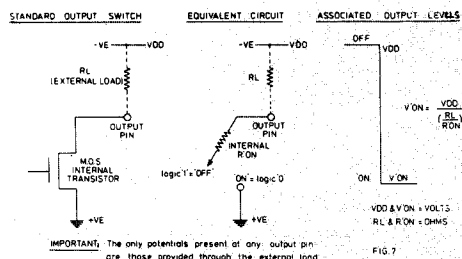 STANDARD OUTPUT SWITCH
EQUIVALENT CIRCUIT
ASSOCIATED OUTPUT LEVELS
-VE VDD
RL
(EXTERNAL LOAD)
OUTPUT
PIN
M.O.S
INTERNAL
TRANSISTOR
+VE
-VE VDD
RL
OUTPUT
PIN
INTERNAL
R'ON
logic '1' = 'OFF'
'ON' = logic '0'
+VE
OFF
VDD
V'ON = VDD
(RL
R'ON)
'ON' V'ON
VDD & V'ON = VOLTS
RL & R'ON = OHMS
IMPORTANT: The only potentials present at any output pin
are those provided through the external load
FIG.7